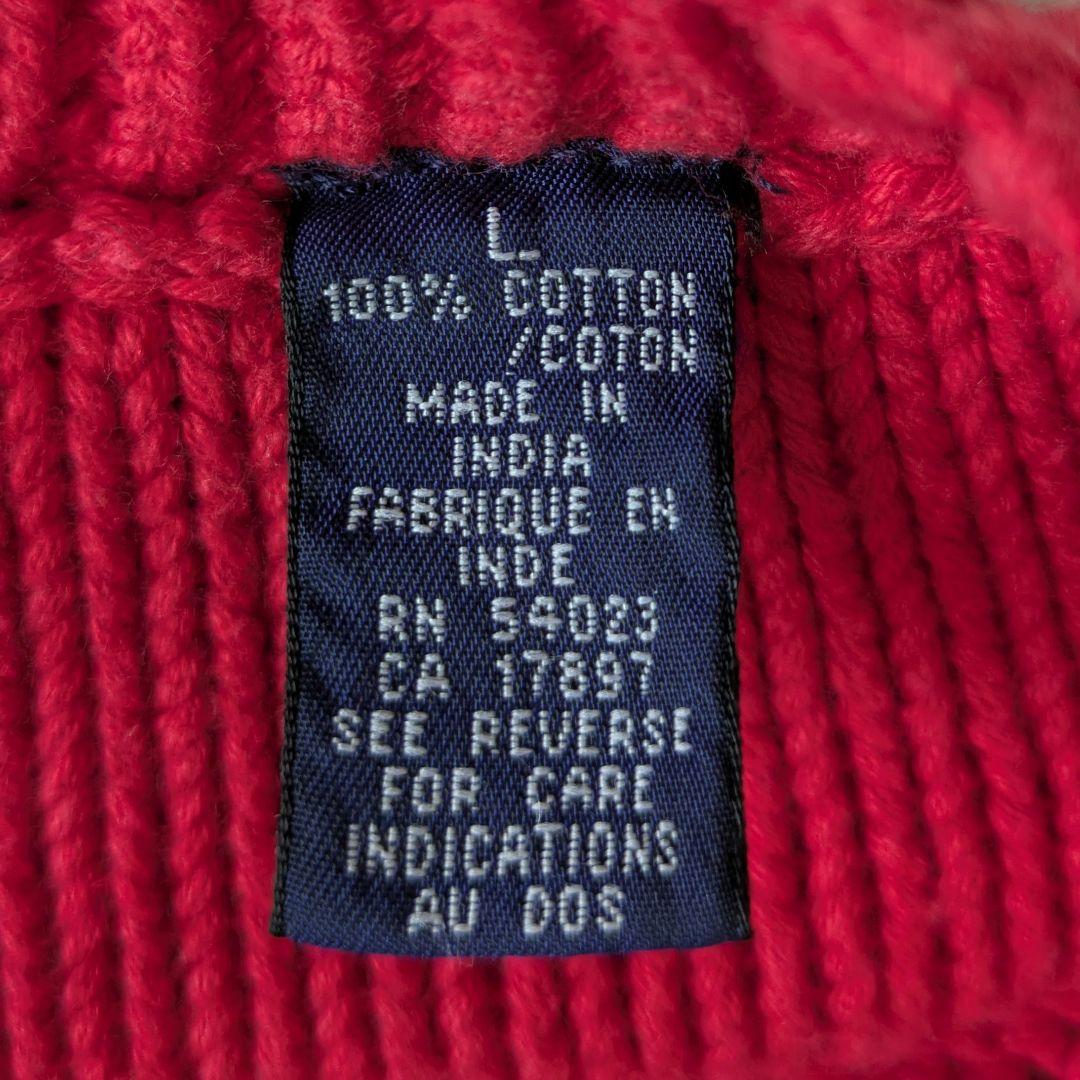 L
100% COTTON
/COTON
MADE IN
INDIA
FABRIQUE EN
INDE
RN 54023
CA 17897
SEE REVERSE
FOR CARE
INDICATIONS
AU DOS